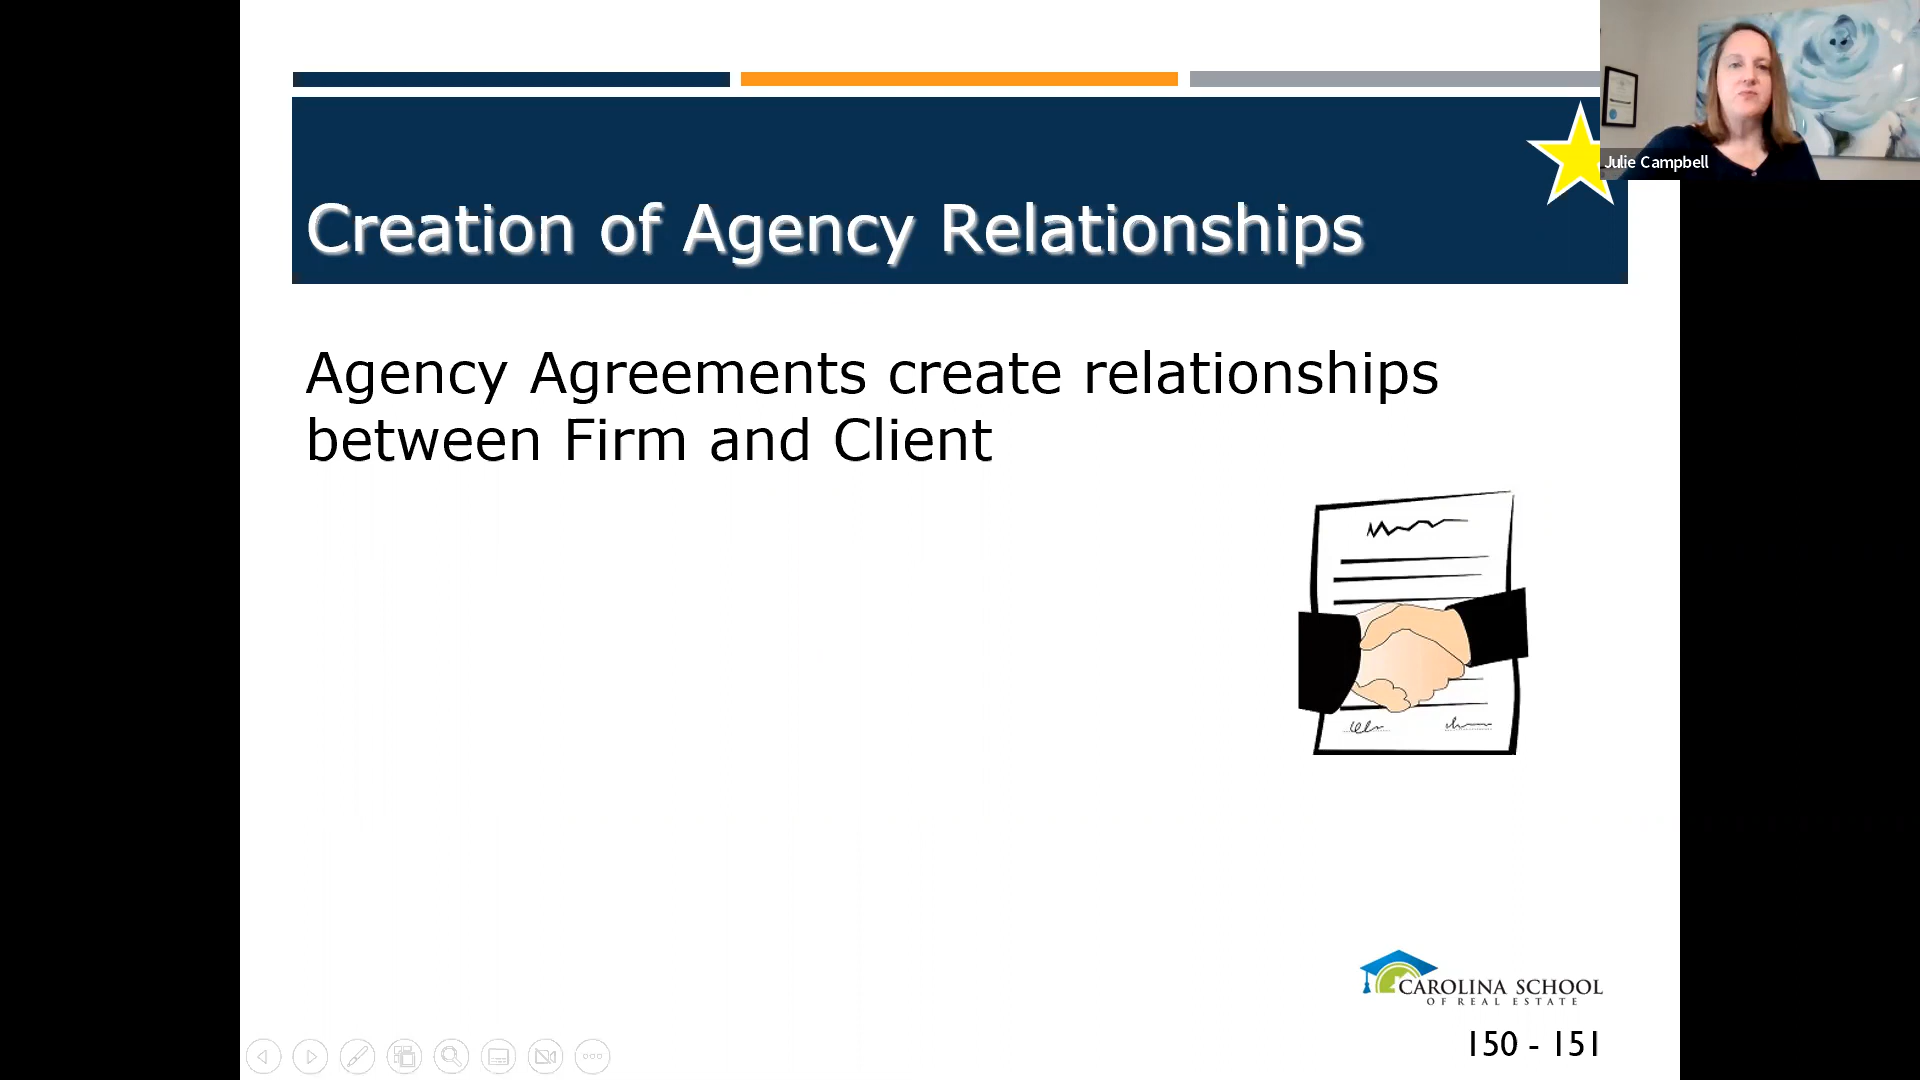 Julie Campbell
Creation of Agency Relationships
Agency Agreements create relationships
between Firm and Client
CAROLINA SCHOOL
OF REAL ESTATE
150 - 151